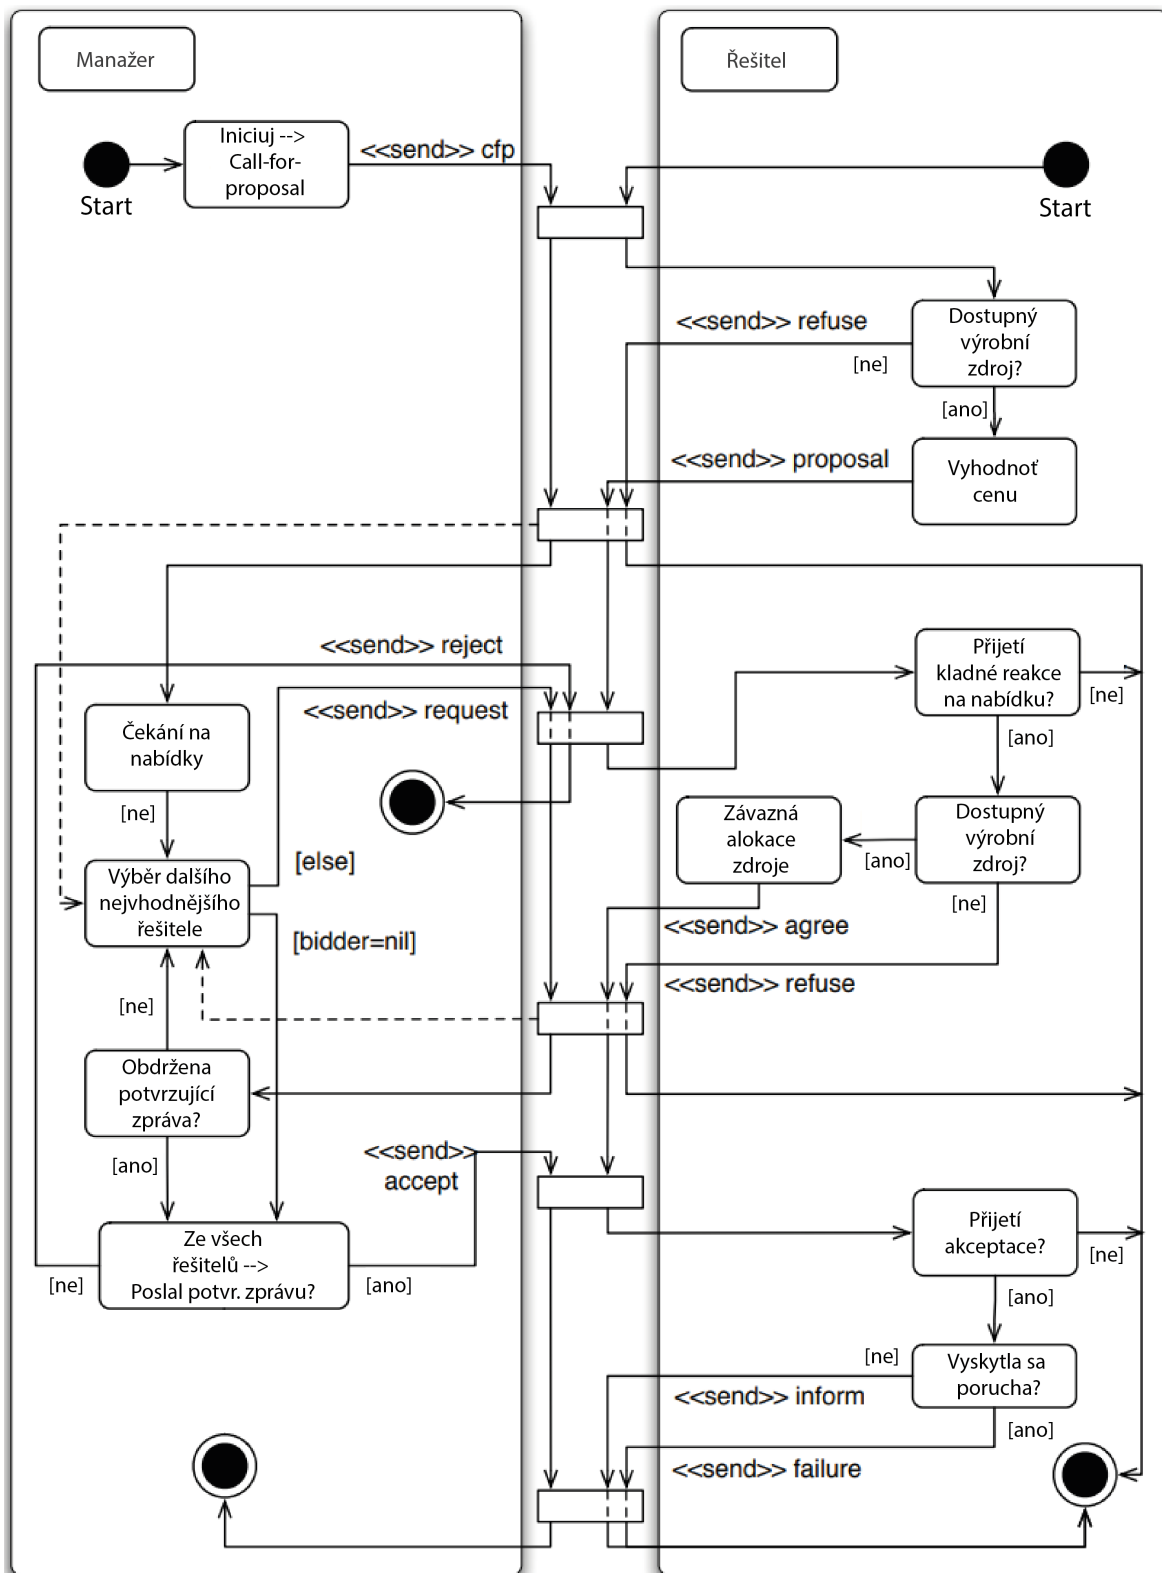 Manažer
Řešitel
Iniciuj -->
Call-for-
proposal
<<send>> cfp
Start
Start
<<send>> refuse
Dostupný
výrobní
zdroj?
[ne]
[ano]
<<send>> proposal
Vyhodnoť
cenu
<<send>> reject
Přijetí
kladné reakce
na nabídku?
[ne]
<<send>> request
Čekání na
nabídky
[ano]
[ne]
Závazná
alokace
zdroje
Dostupný
výrobní
zdroj?
[else]
[ano]
Výběr dalšího
nejvhodnějšího
řešitele
[ne]
<<send>> agree
[bidder=nil]
<<send>> refuse
[ne]
Obdržena
potvrzující
zpráva?
<<send>>
accept
[ano]
Přijetí
akceptace?
[ne]
Ze všech
řešitelů -->
Poslal potvr. zprávu?
[ne]
[ano]
[ano]
[ne]
Vyskytla sa
porucha?
<<send>> inform
[ano]
<<send>> failure